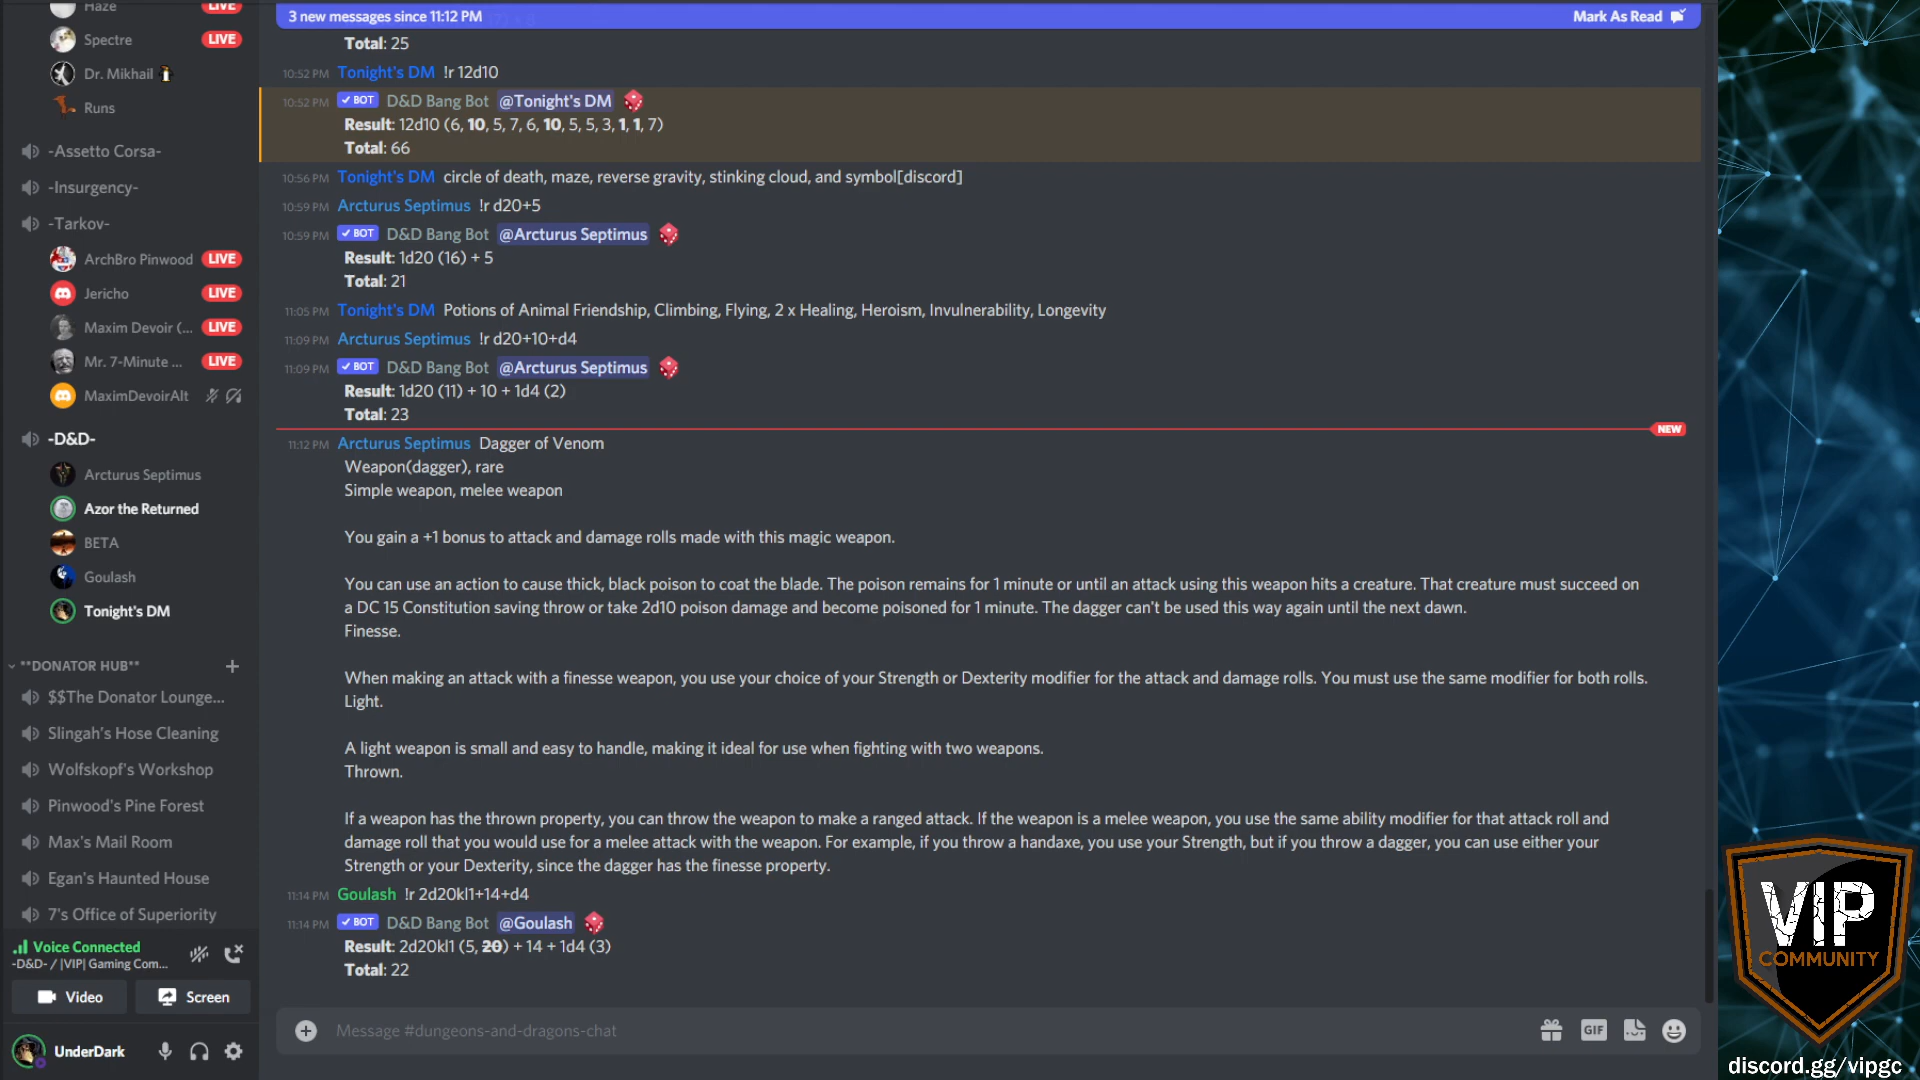 Haze LIVE
Spectre LIVE
Dr. Mikhail
Runs
-Assetto Corsa-
-Insurgency-
-Tarkov-
ArchBro Pinwood LIVE
Jericho LIVE
Maxim Devoir (... LIVE
Mr. 7-Minute ... LIVE
MaximDevoirAlt
-D&D-
Arcturus Septimus
Azor the Returned
BETA
Goulash
Tonight's DM
**DONATOR HUB**
$$The Donator Lounge...
Slingah's Hose Cleaning
Wolfskopf's Workshop
Pinwood's Pine Forest
Max's Mail Room
Egan's Haunted House
7's Office of Superiority
Voice Connected
-D&D- / |VIP| Gaming Com...
Video Screen
UnderDark
3 new messages since 11:12 PM Mark As Read
Total: 25
10:52 PM Tonight's DM !r 12d10
10:52 PM BOT D&D Bang Bot @Tonight's DM
Result: 12d10 (6, 10, 5, 7, 6, 10, 5, 5, 3, 1, 1, 7)
Total: 66
10:56 PM Tonight's DM circle of death, maze, reverse gravity, stinking cloud, and symbol[discord]
10:59 PM Arcturus Septimus !r d20+5
10:59 PM BOT D&D Bang Bot @Arcturus Septimus
Result: 1d20 (16) + 5
Total: 21
11:05 PM Tonight's DM Potions of Animal Friendship, Climbing, Flying, 2 x Healing, Heroism, Invulnerability, Longevity
11:09 PM Arcturus Septimus !r d20+10+d4
11:09 PM BOT D&D Bang Bot @Arcturus Septimus
Result: 1d20 (11) + 10 + 1d4 (2)
Total: 23
NEW
11:12 PM Arcturus Septimus Dagger of Venom
Weapon(dagger), rare
Simple weapon, melee weapon
You gain a +1 bonus to attack and damage rolls made with this magic weapon.
You can use an action to cause thick, black poison to coat the blade. The poison remains for 1 minute or until an attack using this weapon hits a creature. That creature must succeed on
a DC 15 Constitution saving throw or take 2d10 poison damage and become poisoned for 1 minute. The dagger can't be used this way again until the next dawn.
Finesse.
When making an attack with a finesse weapon, you use your choice of your Strength or Dexterity modifier for the attack and damage rolls. You must use the same modifier for both rolls.
Light.
A light weapon is small and easy to handle, making it ideal for use when fighting with two weapons.
Thrown.
If a weapon has the thrown property, you can throw the weapon to make a ranged attack. If the weapon is a melee weapon, you use the same ability modifier for that attack roll and
damage roll that you would use for a melee attack with the weapon. For example, if you throw a handaxe, you use your Strength, but if you throw a dagger, you can use either your
Strength or your Dexterity, since the dagger has the finesse property.
11:14 PM Goulash !r 2d20kl1+14+d4
11:14 PM BOT D&D Bang Bot @Goulash
Result: 2d20kl1 (5, 20) + 14 + 1d4 (3)
Total: 22
Message #dungeons-and-dragons-chat
GIF
VIP
COMMUNITY
discord.gg/vipgc